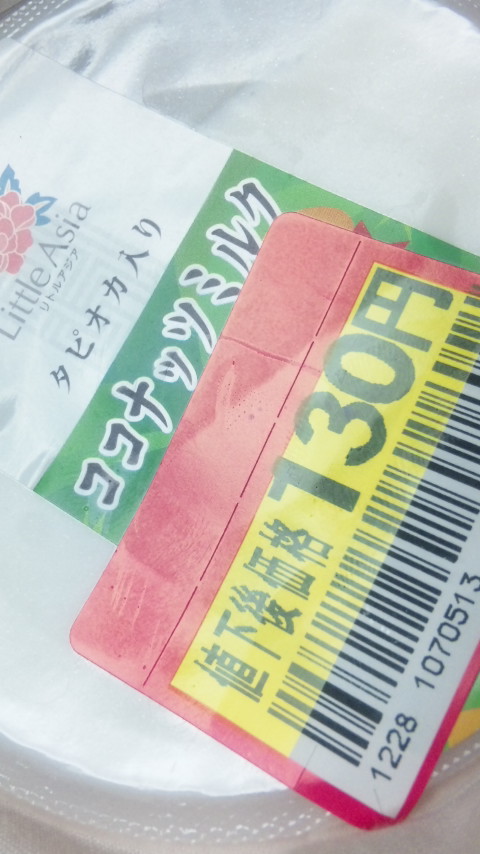 Little Asia
リトルアジア
タピオカ入り
ココナッツミルク
値下後価格
130円
1228 1070513